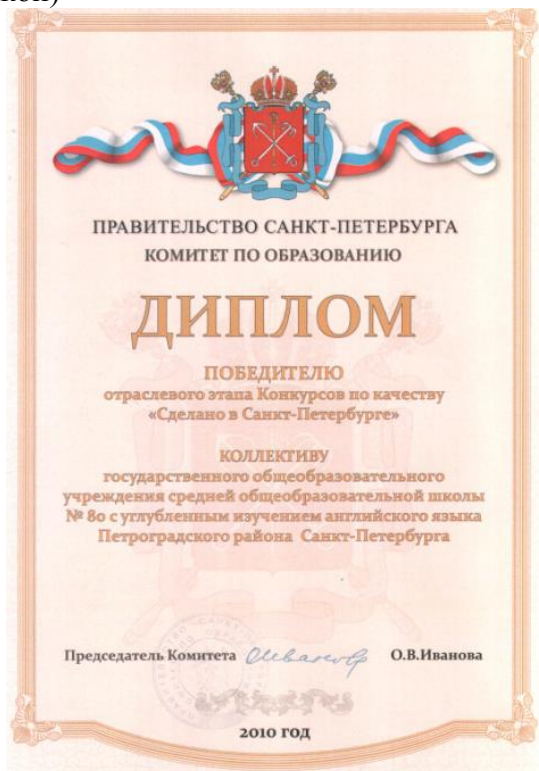 ПРАВИТЕЛЬСТВО САНКТ-ПЕТЕРБУРГА
КОМИТЕТ ПО ОБРАЗОВАНИЮ
ДИПЛОМ
ПОБЕДИТЕЛЮ
отраслевого этапа Конкурсов по качеству
«Сделано в Санкт-Петербурге»
КОЛЛЕКТИВУ
государственного общеобразовательного
учреждения средней общеобразовательной школы
№ 80 с углубленным изучением английского языка
Петроградского района Санкт-Петербурга
Председатель Комитета О.В.Иванова
2010 год